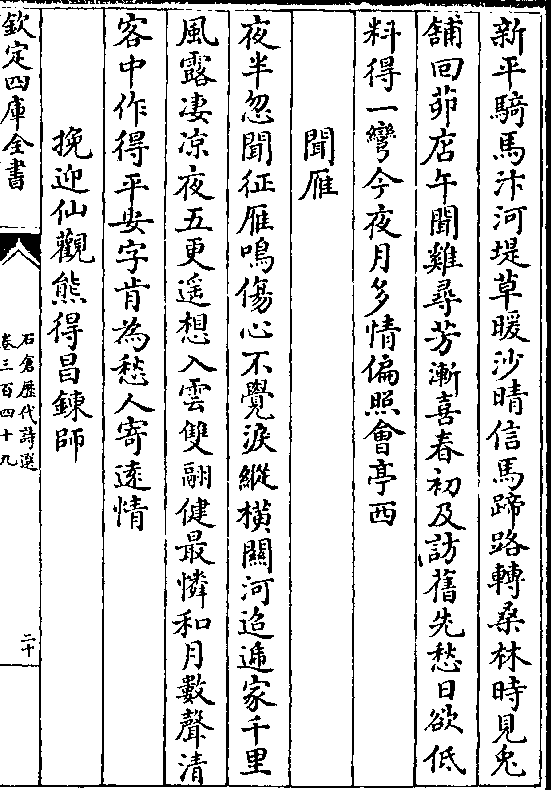 新平騎馬汴河堤草暖沙晴信馬蹄路轉桑林時見兎
舗回茆店午聞雞尋芳漸喜春初及訪舊先愁日欲低
料得一彎今夜月多情偏照會亭西
聞雁
夜半忽聞征雁鳴傷心不覺淚縱橫關河迢遞家千里
風露凄凉夜五更遥想入雲雙翮健最憐和月數聲清
客中作得平安字肯為愁人寄逺情
挽迎仙觀熊得昌鍊師
欽定四庫全書
石倉歷代詩選
卷三百四十九
二十